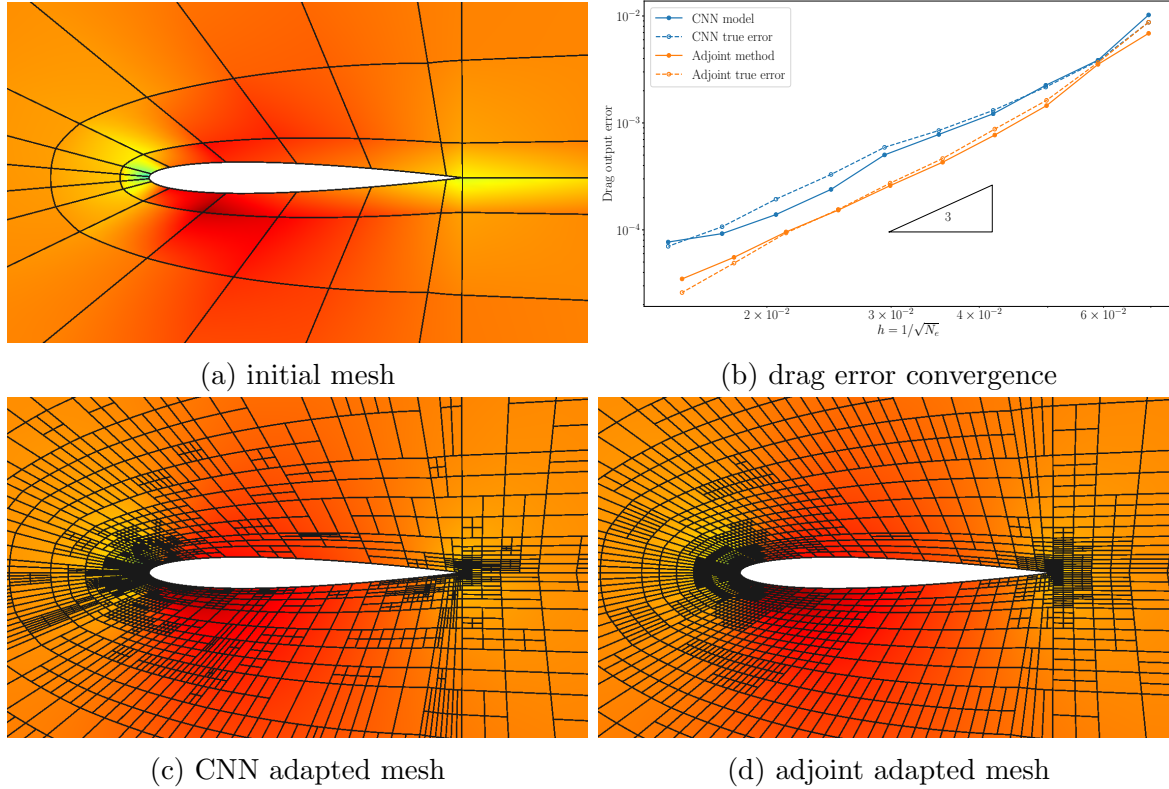 (a) initial mesh
CNN model
CNN true error
Adjoint method
Adjoint true error
Drag output error
10⁻²
10⁻³
10⁻⁴
3
2 × 10⁻² 3 × 10⁻² 4 × 10⁻² 6 × 10⁻²
h = 1/√Nₑ
(b) drag error convergence
(c) CNN adapted mesh
(d) adjoint adapted mesh